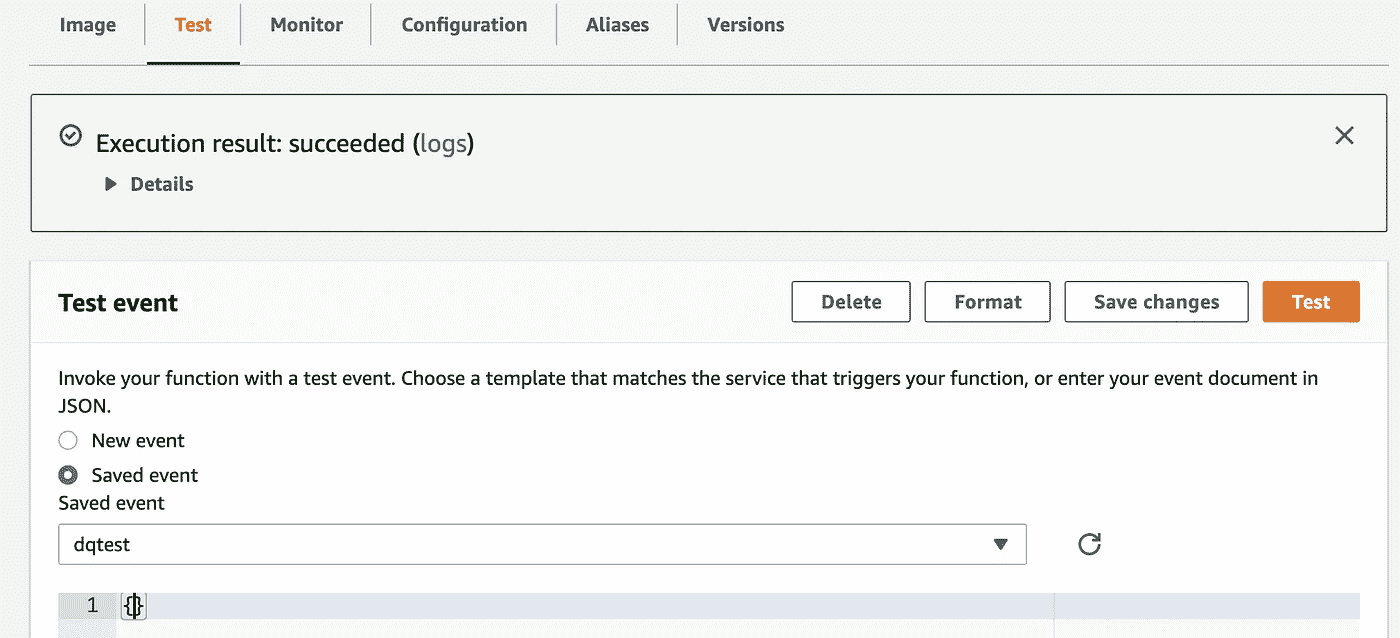 Image Test Monitor Configuration Aliases Versions
Execution result: succeeded (logs)
Details
Test event Delete Format Save changes Test
Invoke your function with a test event. Choose a template that matches the service that triggers your function, or enter your event document in
JSON.
New event
Saved event
Saved event
dqtest
1 {}